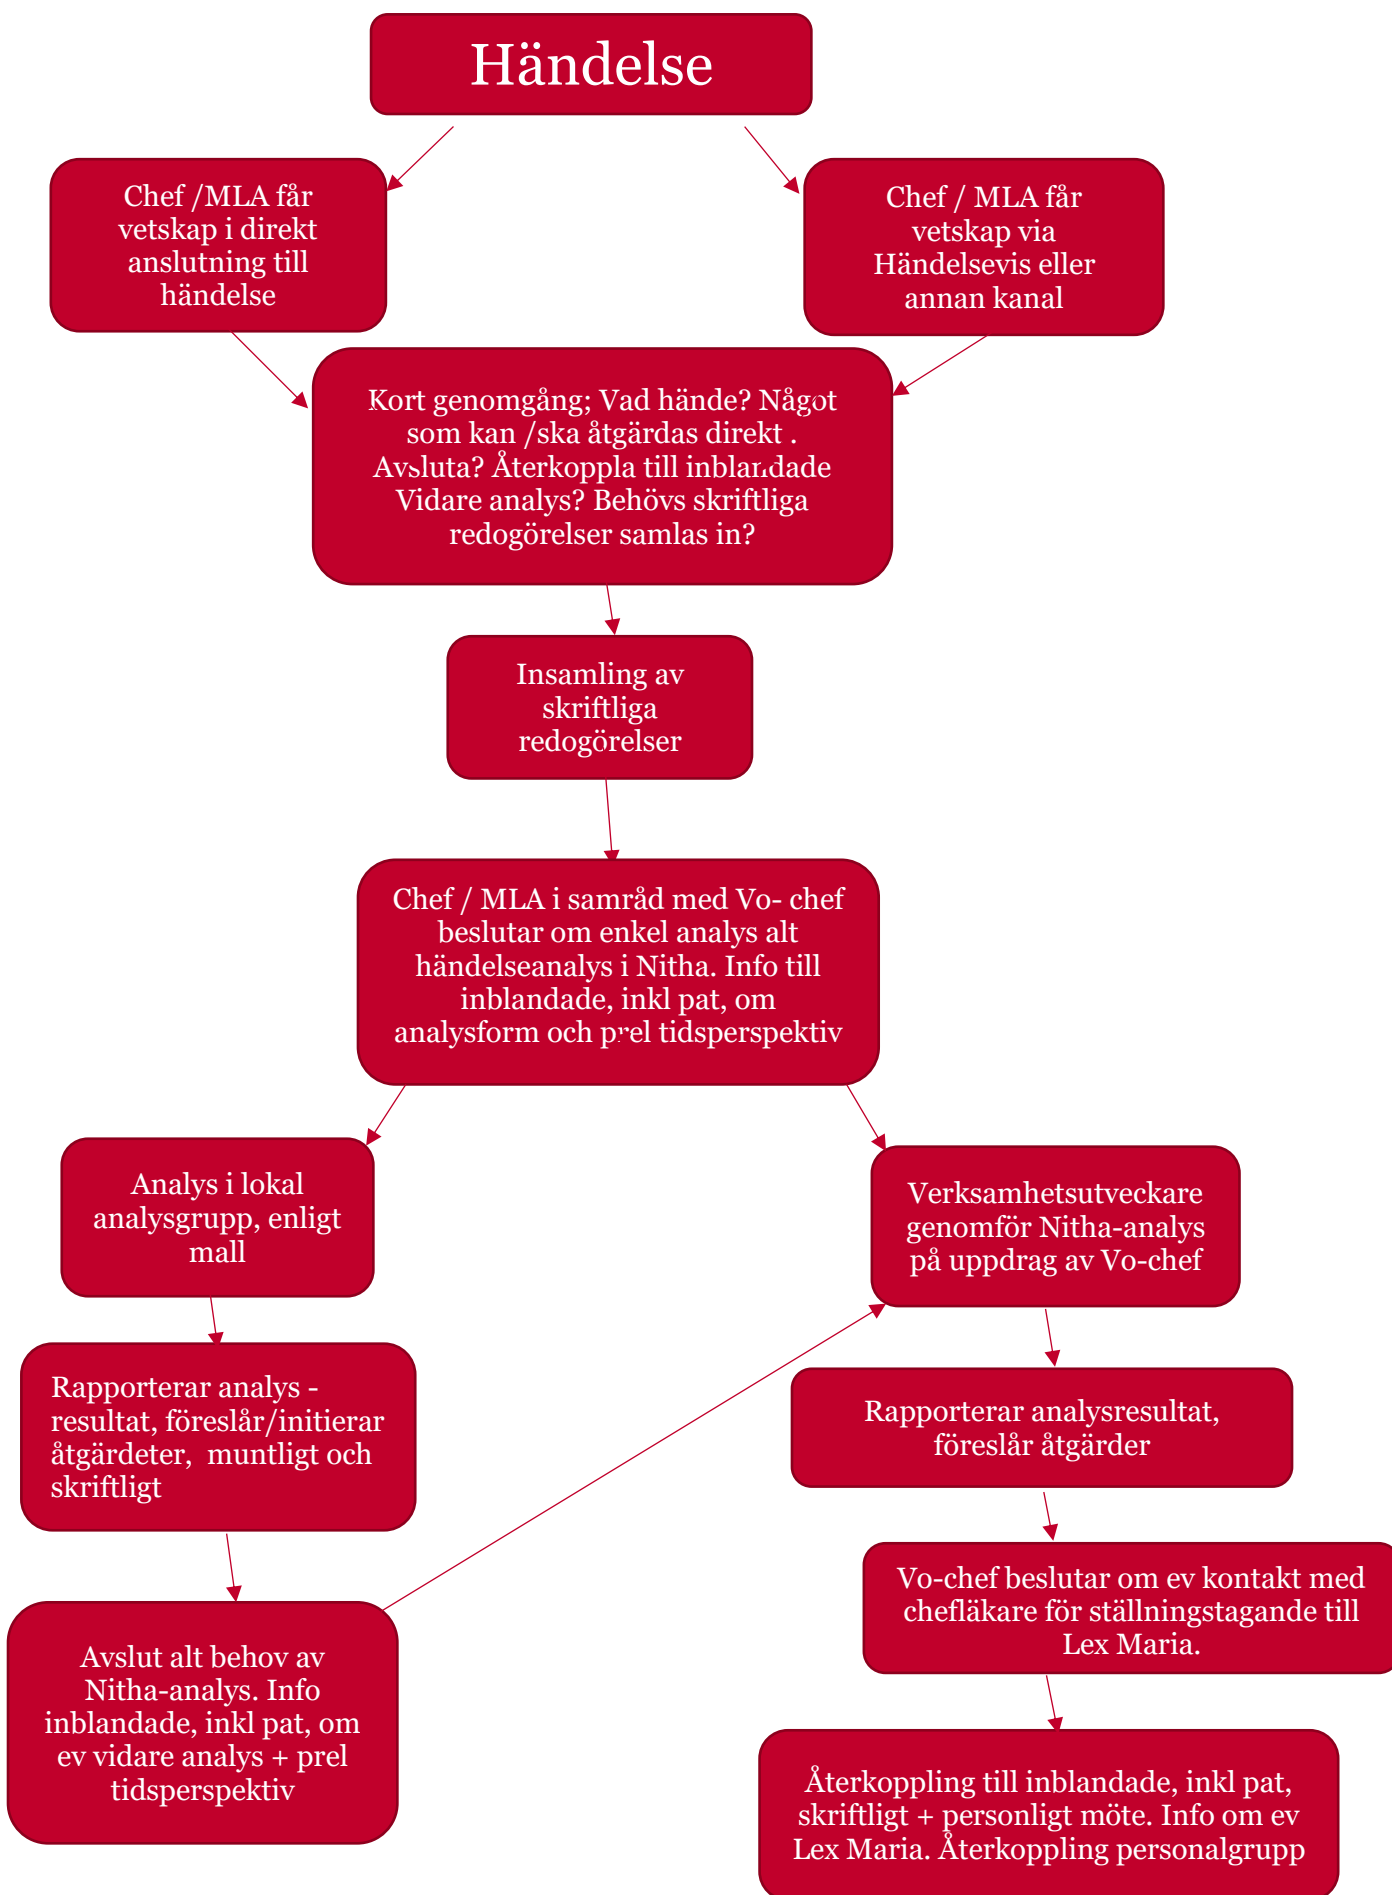 Händelse
Chef /MLA får
vetskap i direkt
anslutning till
händelse
Chef / MLA får
vetskap via
Händelsevis eller
annan kanal
Kort genomgång; Vad hände? Något
som kan /ska åtgärdas direkt .
Avsluta? Återkoppla till inblandade
Vidare analys? Behövs skriftliga
redogörelser samlas in?
Insamling av
skriftliga
redogörelser
Chef / MLA i samråd med Vo- chef
beslutar om enkel analys alt
händelseanalys i Nitha. Info till
inblandade, inkl pat, om
analysform och prel tidsperspektiv
Analys i lokal
analysgrupp, enligt
mall
Verksamhetsutveckare
genomför Nitha-analys
på uppdrag av Vo-chef
Rapporterar analys -
resultat, föreslår/initierar
åtgärdeter,  muntligt och
skriftligt
Rapporterar analysresultat,
föreslår åtgärder
Vo-chef beslutar om ev kontakt med
chefläkare för ställningstagande till
Lex Maria.
Avslut alt behov av
Nitha-analys. Info
inblandade, inkl pat, om
ev vidare analys + prel
tidsperspektiv
Återkoppling till inblandade, inkl pat,
skriftligt + personligt möte. Info om ev
Lex Maria. Återkoppling personalgrupp